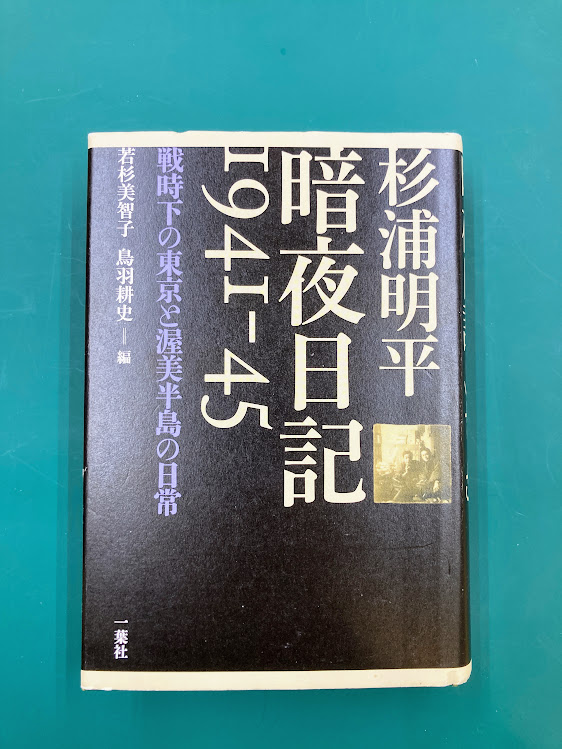 杉浦明平
暗夜日記
1941-45
戦時下の東京と渥美半島の日常
若杉美智子 鳥羽耕史──編
一葉社